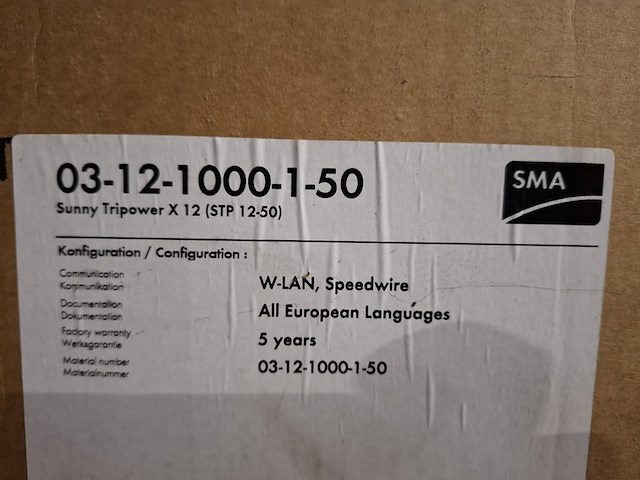 03-12-1000-1-50
SMA
Sunny Tripower X 12 (STP 12-50)
Konfiguration / Configuration :
Communication
Kommunikation
W-LAN, Speedwire
Documentation
Dokumentation
All European Languages
Factory warranty
Werksgarantie
5 years
Material number
Materialnummer
03-12-1000-1-50